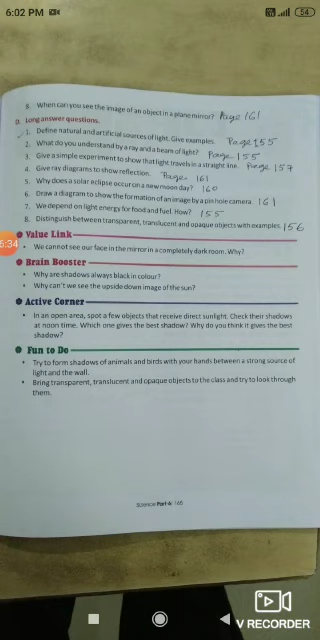 6:02 PM
54
8. When can you see the image of an object in a plane mirror? Page 161
D. Long answer questions.
1. Define natural and artificial sources of light. Give examples. Page 155
2. What do you understand by a ray and a beam of light? Page 155
3. Give a simple experiment to show that light travels in a straight line. Page 157
4. Give ray diagrams to show reflection. Page- 161
5. Why does a solar eclipse occur on a new moon day? 160
6. Draw a diagram to show the formation of an image by a pin hole camera. 161
7. We depend on light energy for food and fuel. How? 155
8. Distinguish between transparent, translucent and opaque objects with examples. 156
Value Link
5:34
• We cannot see our face in the mirror in a completely dark room. Why?
Brain Booster
• Why are shadows always black in colour?
• Why can't we see the upside down image of the sun?
Active Corner
• In an open area, spot a few objects that receive direct sunlight. Check their shadows
at noon time. Which one gives the best shadow? Why do you think it gives the best
shadow?
Fun to Do
• Try to form shadows of animals and birds with your hands between a strong source of
light and the wall.
• Bring transparent, translucent and opaque objects to the class and try to look through
them.
Science Part-6/ 165
V RECORDER